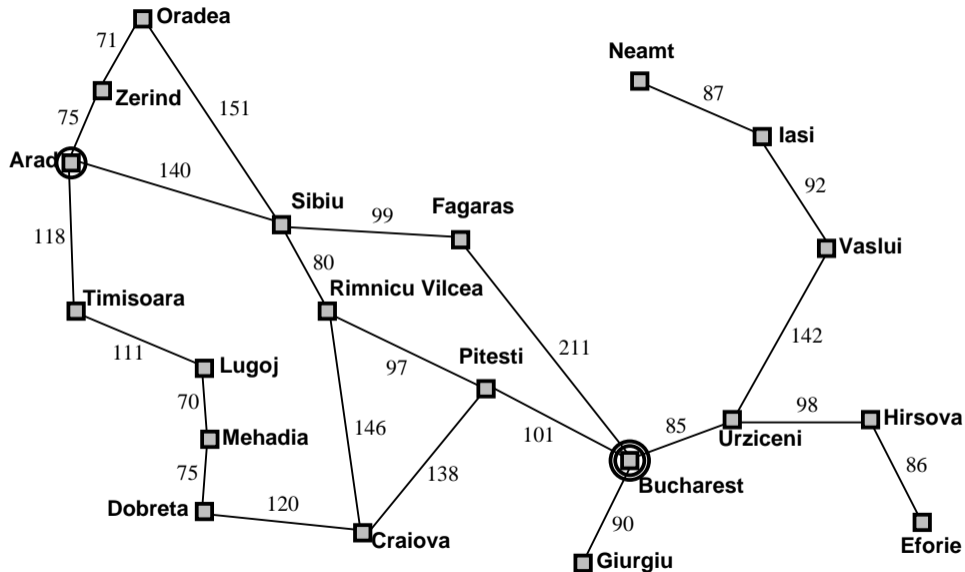 Oradea
71
Neamt
87
Zerind
75
151
Iasi
Arad
140
92
Sibiu
Fagaras
99
118
Vaslui
80
Timisoara
Rimnicu Vilcea
142
111
Pitesti
211
Lugoj
97
70
98
Hirsova
146
101
85
Urziceni
Mehadia
138
86
75
Bucharest
Dobreta
120
90
Craiova
Eforie
Giurgiu